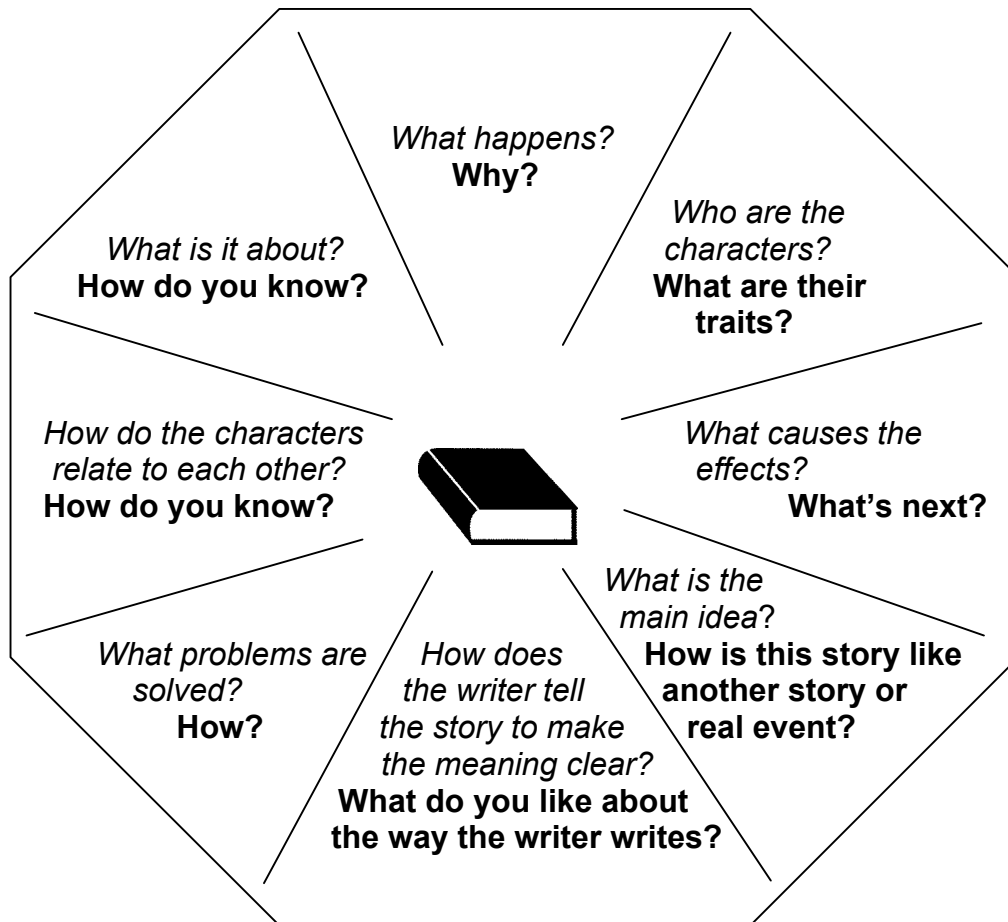 What happens?
Why?
Who are the
characters?
What are their
traits?
What causes the
effects?
What's next?
What is the
main idea?
How is this story like
another story or
real event?
How does
the writer tell
the story to make
the meaning clear?
What do you like about
the way the writer writes?
What problems are
solved?
How?
How do the characters
relate to each other?
How do you know?
What is it about?
How do you know?